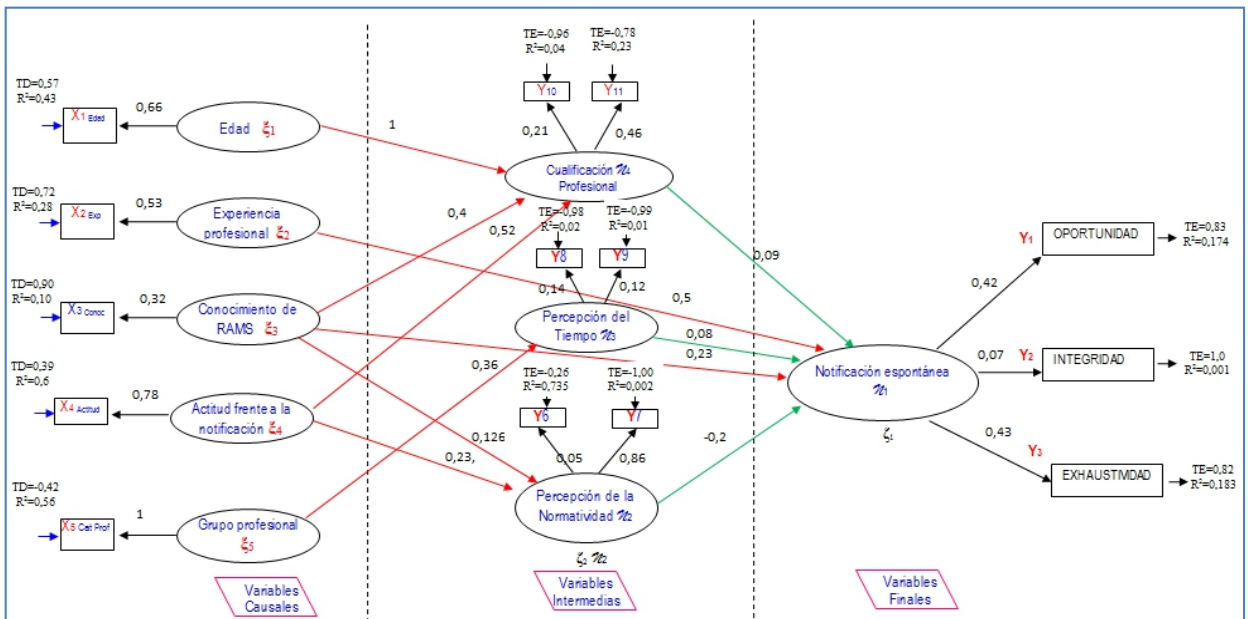 TE=-0,96
R²=0,04
TE=-0,78
R²=0,23
Y10
Y11
0,21
0,46
TD=0,57
R²=0,43
X1 Edad
0,66
Edad ξ1
1
Cualificación η4
Profesional
TD=0,72
R²=0,28
X2 Exp
0,53
Experiencia
profesional ξ2
0,4
0,52
TE=-0,98
R²=0,02
TE=-0,99
R²=0,01
Y8
Y9
0,14
0,12
0,09
0,5
TD=0,90
R²=0,10
X3 Conoc
0,32
Conocimiento de
RAMS ξ3
Percepción del
Tiempo η3
0,08
0,23
0,36
TD=0,39
R²=0,6
X4 Actitud
0,78
Actitud frente a la
notificación ξ4
TE=-0,26
R²=0,735
TE=-1,00
R²=0,002
Y6
Y7
0,126
0,23,
0,05
0,86
-0,2
TD=-0,42
R²=0,56
X5 Cat Prof
1
Grupo profesional
ξ5
Percepción de la
Normatividad η2
ζ2 η2
Notificación espontánea
η1
ζ1
0,42
Y1
OPORTUNIDAD
TE=0,83
R²=0,174
0,07
Y2
INTEGRIDAD
TE=1,0
R²=0,001
0,43
Y3
EXHAUSTIVIDAD
TE=0,82
R²=0,183
Variables
Causales
Variables
Intermedias
Variables
Finales